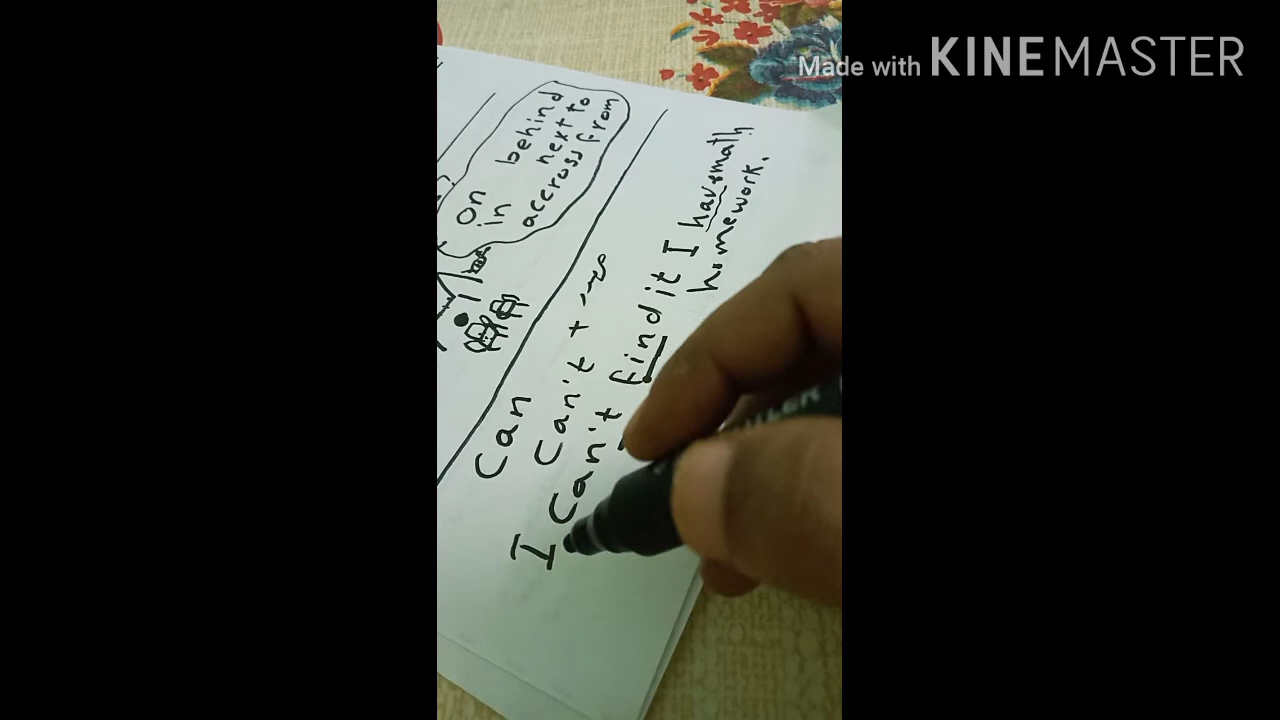 Made with KINEMASTER
on behind
in next to
accross from
Can
Can't +
I Can't find it I have math
homework.